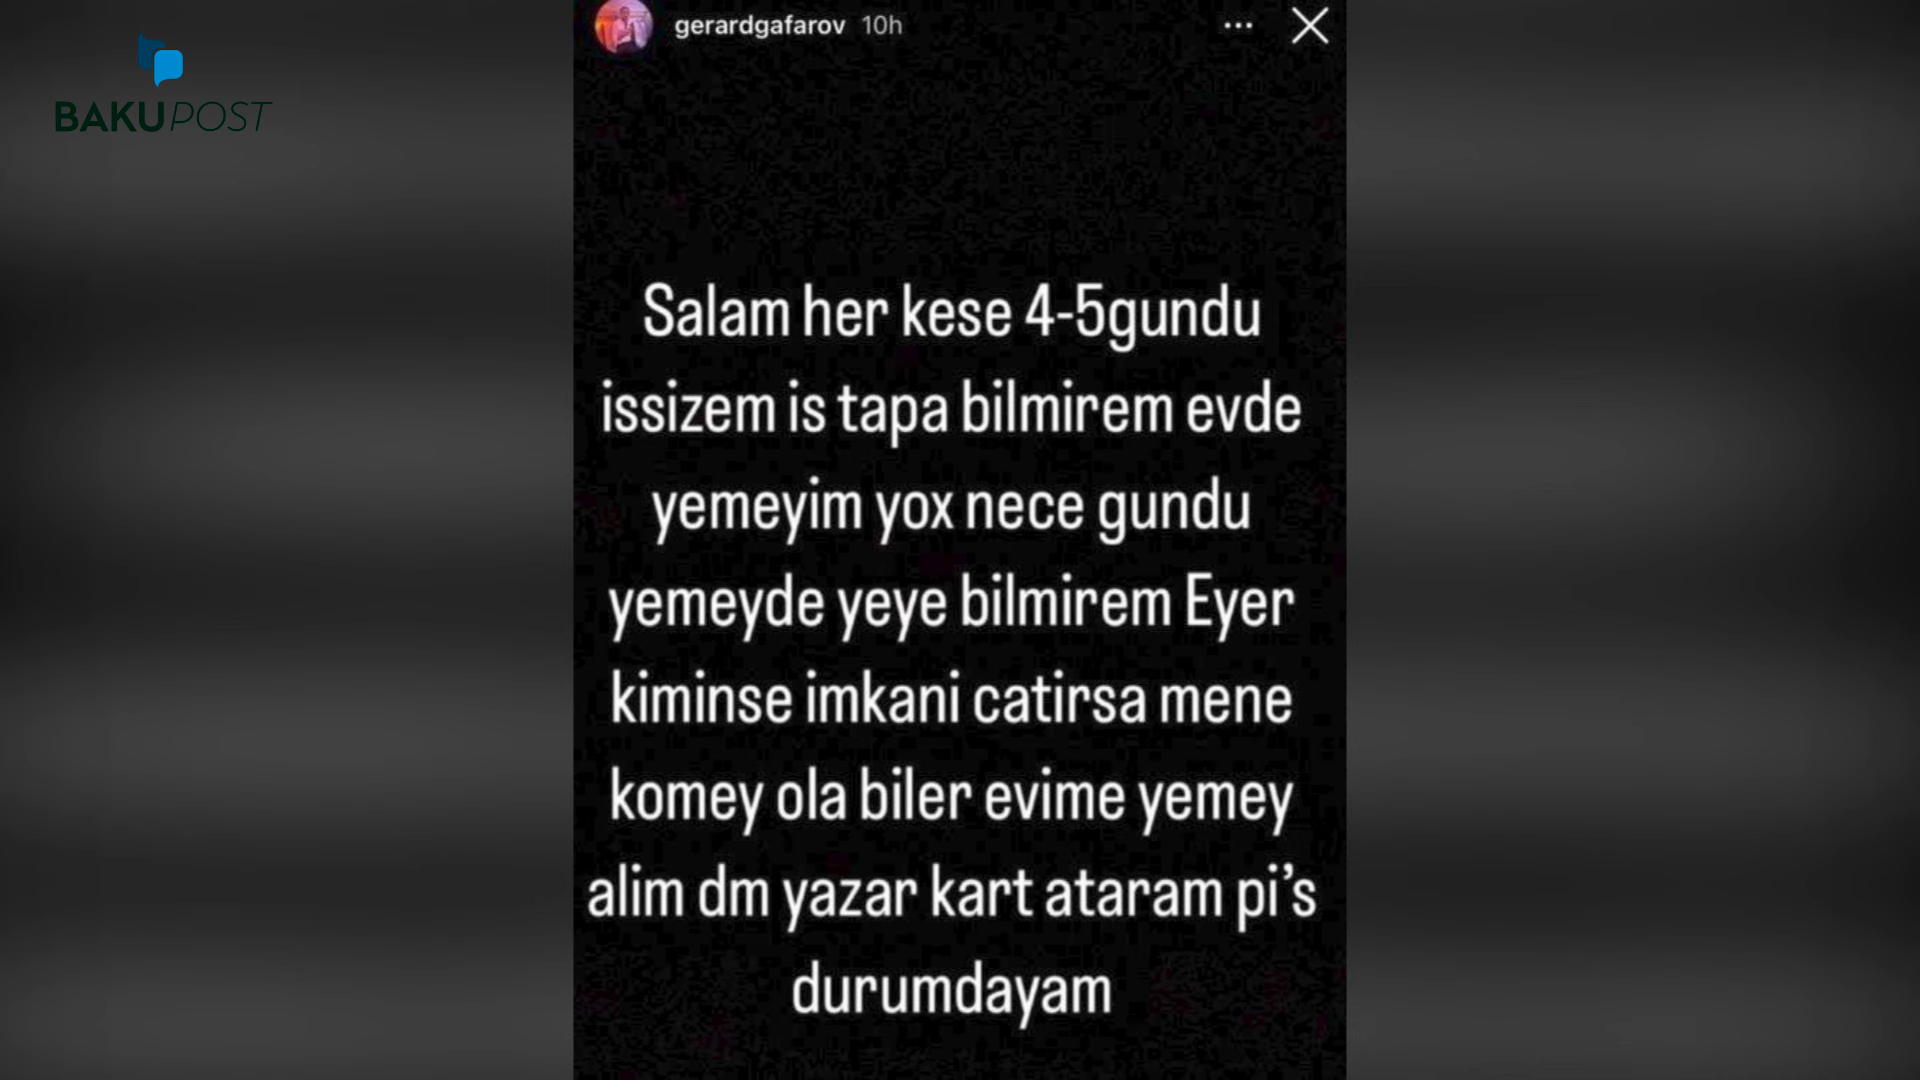 gerardgafarov 10h
BAKUPOST
Salam her kese 4-5gundu
issizem is tapa bilmirem evde
yemeyim yox nece gundu
yemeyde yeye bilmirem Eyer
kiminse imkani catirsa mene
komey ola biler evime yemey
alim dm yazar kart ataram pi’s
durumdayam